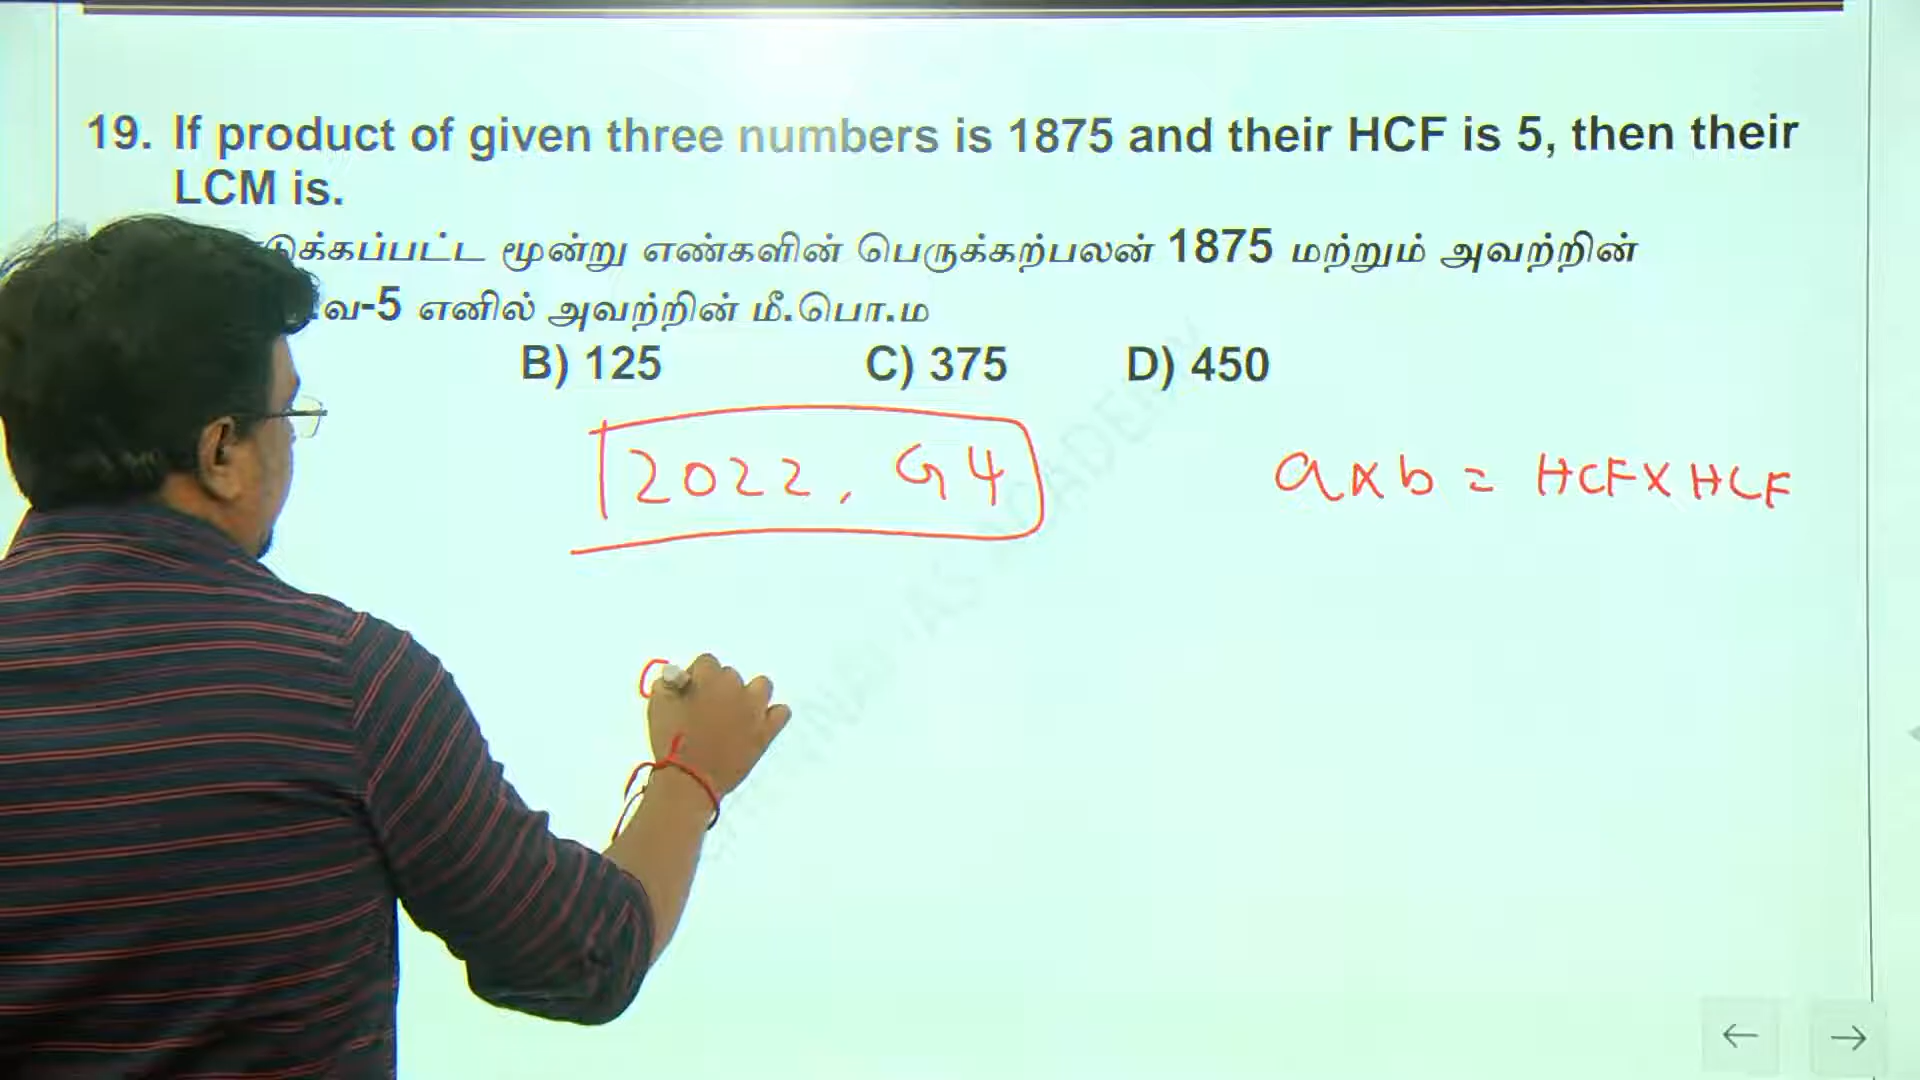 19. If product of given three numbers is 1875 and their HCF is 5, then their
LCM is.
டுக்கப்பட்ட மூன்று எண்களின் பெருக்கற்பலன் 1875 மற்றும் அவற்றின்
.வ-5 எனில் அவற்றின் மீ.பொ.ம
B) 125 C) 375 D) 450
2022, G4
a x b = HCF x HCF